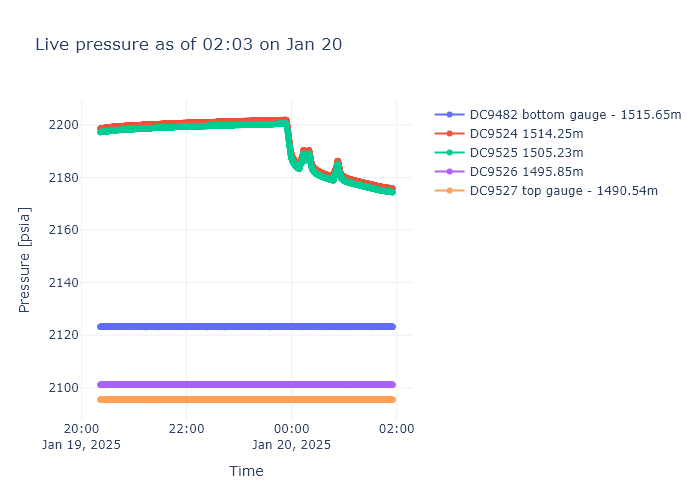 Live pressure as of 02:03 on Jan 20
DC9482 bottom gauge - 1515.65m
DC9524 1514.25m
DC9525 1505.23m
DC9526 1495.85m
DC9527 top gauge - 1490.54m
Pressure [psia]
2200
2180
2160
2140
2120
2100
20:00 22:00 00:00 02:00
Jan 19, 2025 Jan 20, 2025
Time